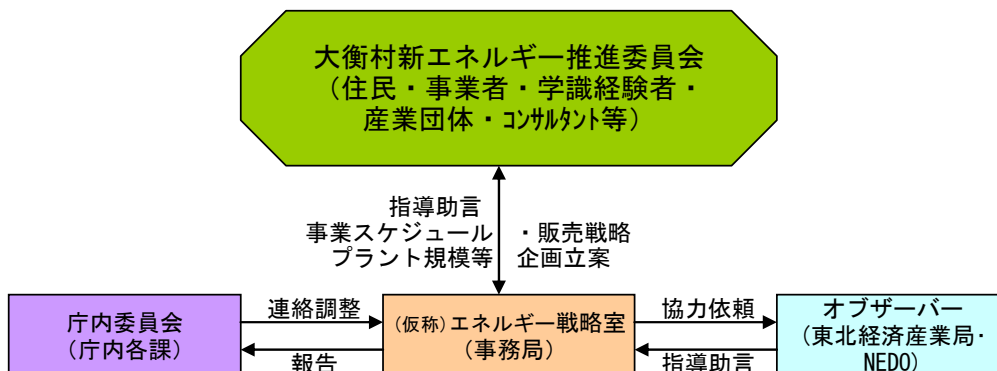 大衡村新エネルギー推進委員会
（住民・事業者・学識経験者・
産業団体・ｺﾝｻﾙﾀﾝﾄ等）
指導助言
事業スケジュール
プラント規模等
・販売戦略
企画立案
庁内委員会
（庁内各課）
連絡調整
報告
（仮称）エネルギー戦略室
（事務局）
協力依頼
指導助言
オブザーバー
（東北経済産業局･
NEDO）